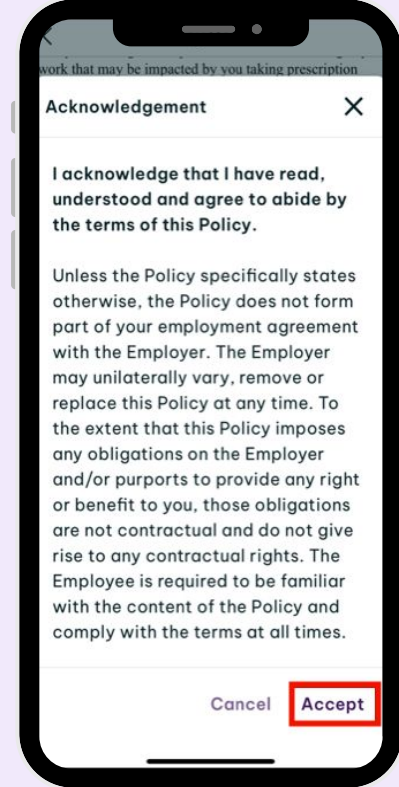 work that may be impacted by you taking prescription
Acknowledgement
I acknowledge that I have read,
understood and agree to abide by
the terms of this Policy.
Unless the Policy specifically states
otherwise, the Policy does not form
part of your employment agreement
with the Employer. The Employer
may unilaterally vary, remove or
replace this Policy at any time. To
the extent that this Policy imposes
any obligations on the Employer
and/or purports to provide any right
or benefit to you, those obligations
are not contractual and do not give
rise to any contractual rights. The
Employee is required to be familiar
with the content of the Policy and
comply with the terms at all times.
Cancel Accept